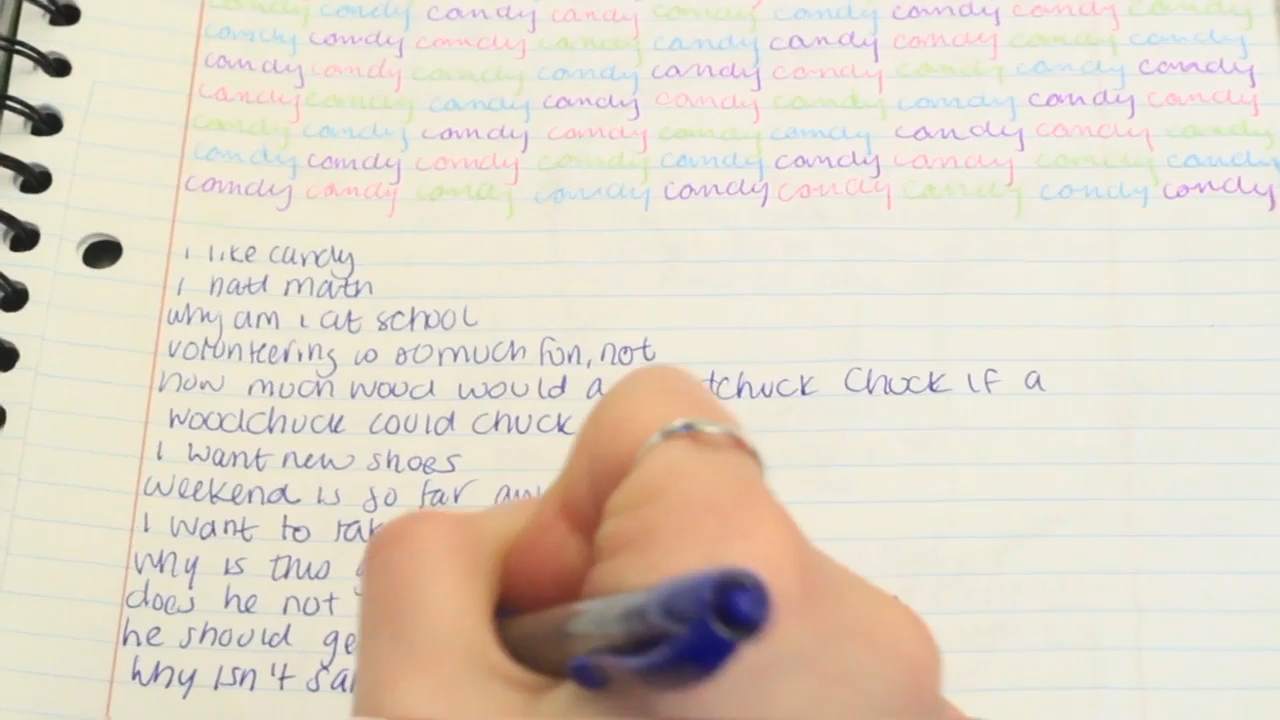 candy candy candy candy candy candy candy candy candy
candy candy candy candy candy candy candy candy candy
candy candy candy candy candy candy candy candy candy
candy candy candy candy candy candy candy candy candy
candy candy candy candy candy candy candy candy candy
candy candy candy candy candy candy candy candy candy
candy candy candy candy candy candy candy candy candy
i like candy
i hate math
why am i at school
volunteering is so much fun, not
how much wood would a chuck if a
woodchuck could chuck
i want new shoes
weekend is so far
i want to
why is this
does he not
he should
why isn't